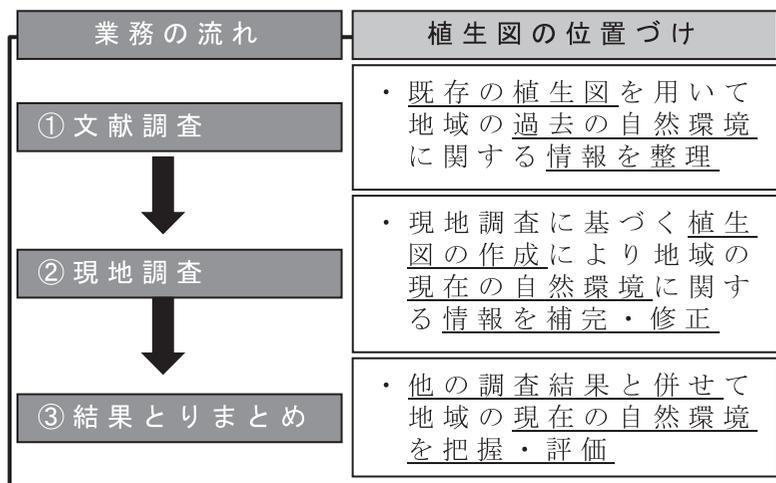 業務の流れ
植生図の位置づけ
①文献調査
・既存の植生図を用いて
地域の過去の自然環境
に関する情報を整理
②現地調査
・現地調査に基づく植生
図の作成により地域の
現在の自然環境に関す
る情報を補完・修正
③結果とりまとめ
・他の調査結果と併せて
地域の現在の自然環境
を把握・評価